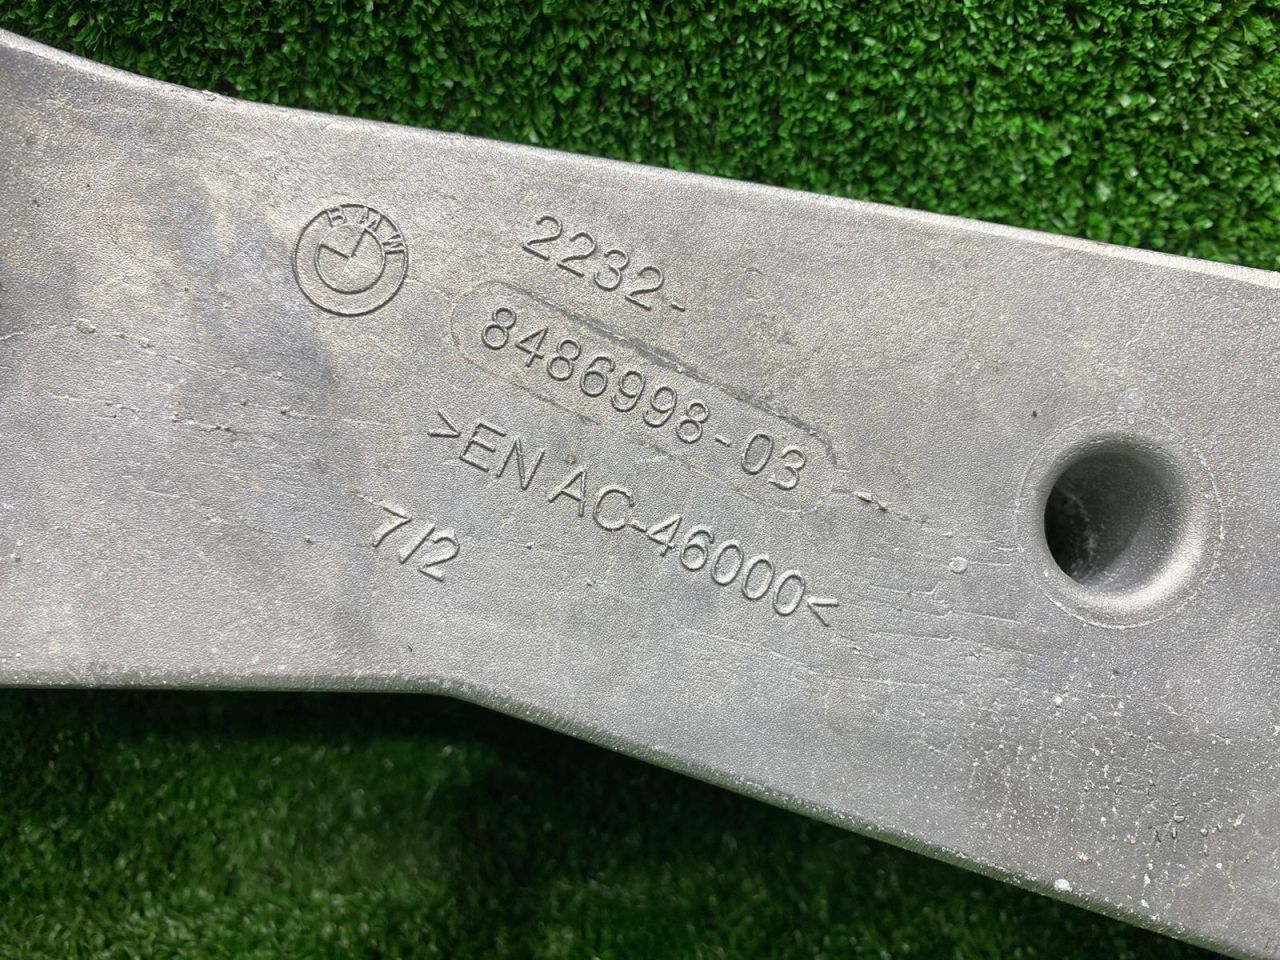 BMW
2232-
8486998-03
>EN AC-46000<
7/2